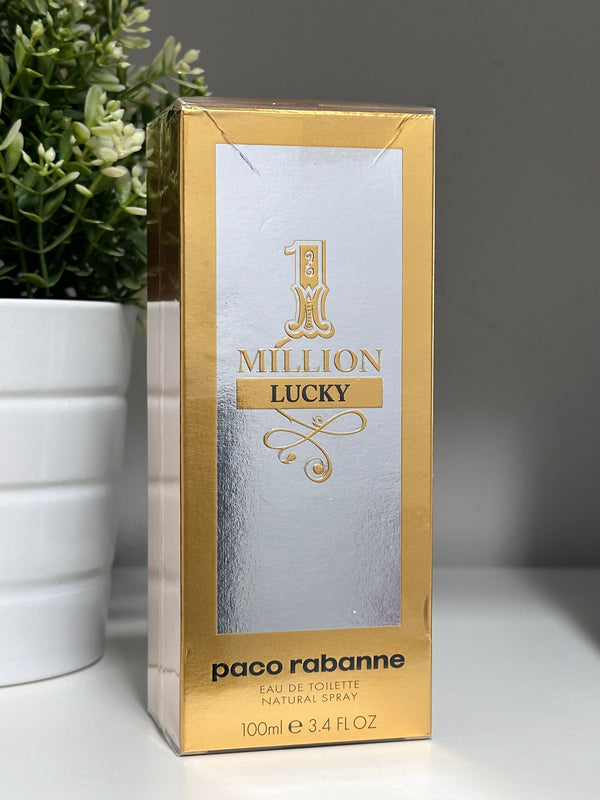 1
MILLION
LUCKY
paco rabanne
EAU DE TOILETTE
NATURAL SPRAY
100ml ℮ 3.4 FL OZ